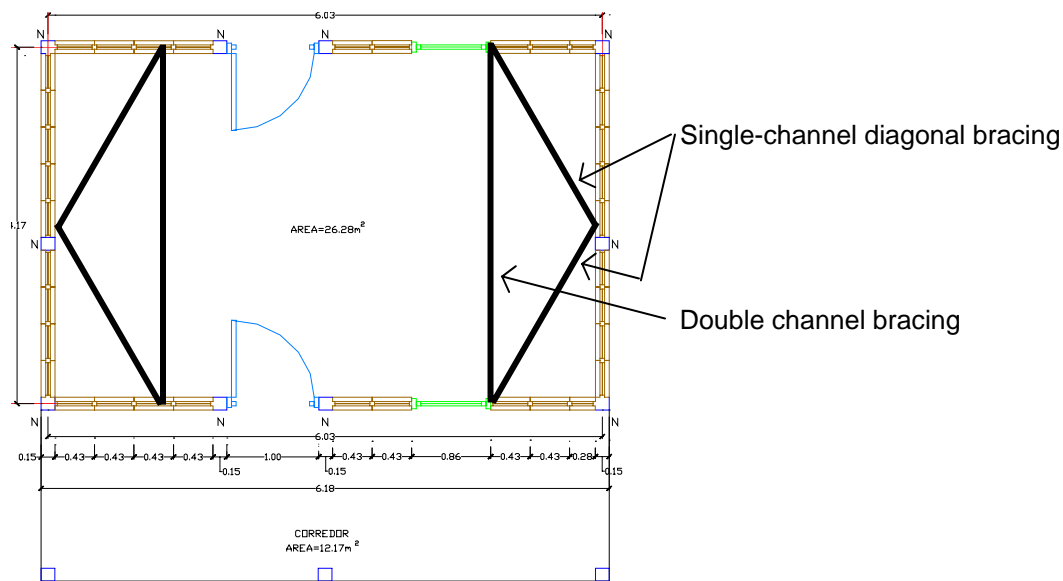 6.03
N N N N
Single-channel diagonal bracing
.17
AREA=26.28m²
N N
Double channel bracing
N N N N
6.03
0.15 0.43 0.43 0.43 0.43 1.00 0.43 0.43 0.86 0.43 0.43 0.28
0.15 0.15 0.15
6.18
CORREDOR
AREA=12.17m²